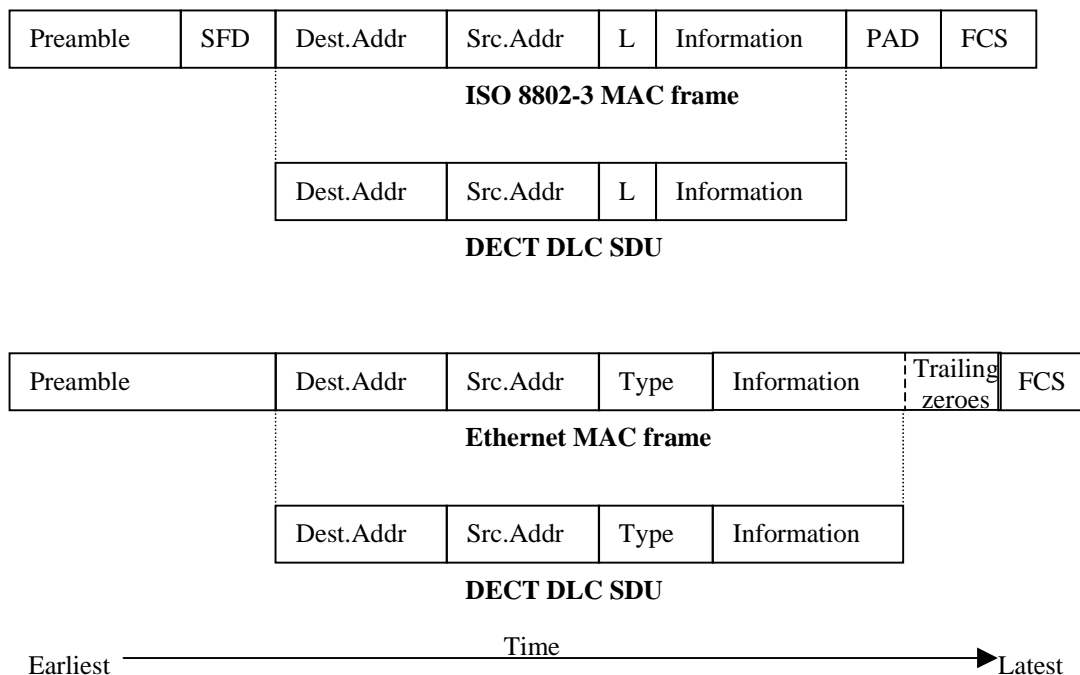 Preamble SFD Dest.Addr Src.Addr L Information PAD FCS
ISO 8802-3 MAC frame
Dest.Addr Src.Addr L Information
DECT DLC SDU
Preamble Dest.Addr Src.Addr Type Information Trailing zeroes FCS
Ethernet MAC frame
Dest.Addr Src.Addr Type Information
DECT DLC SDU
Time
Earliest Latest